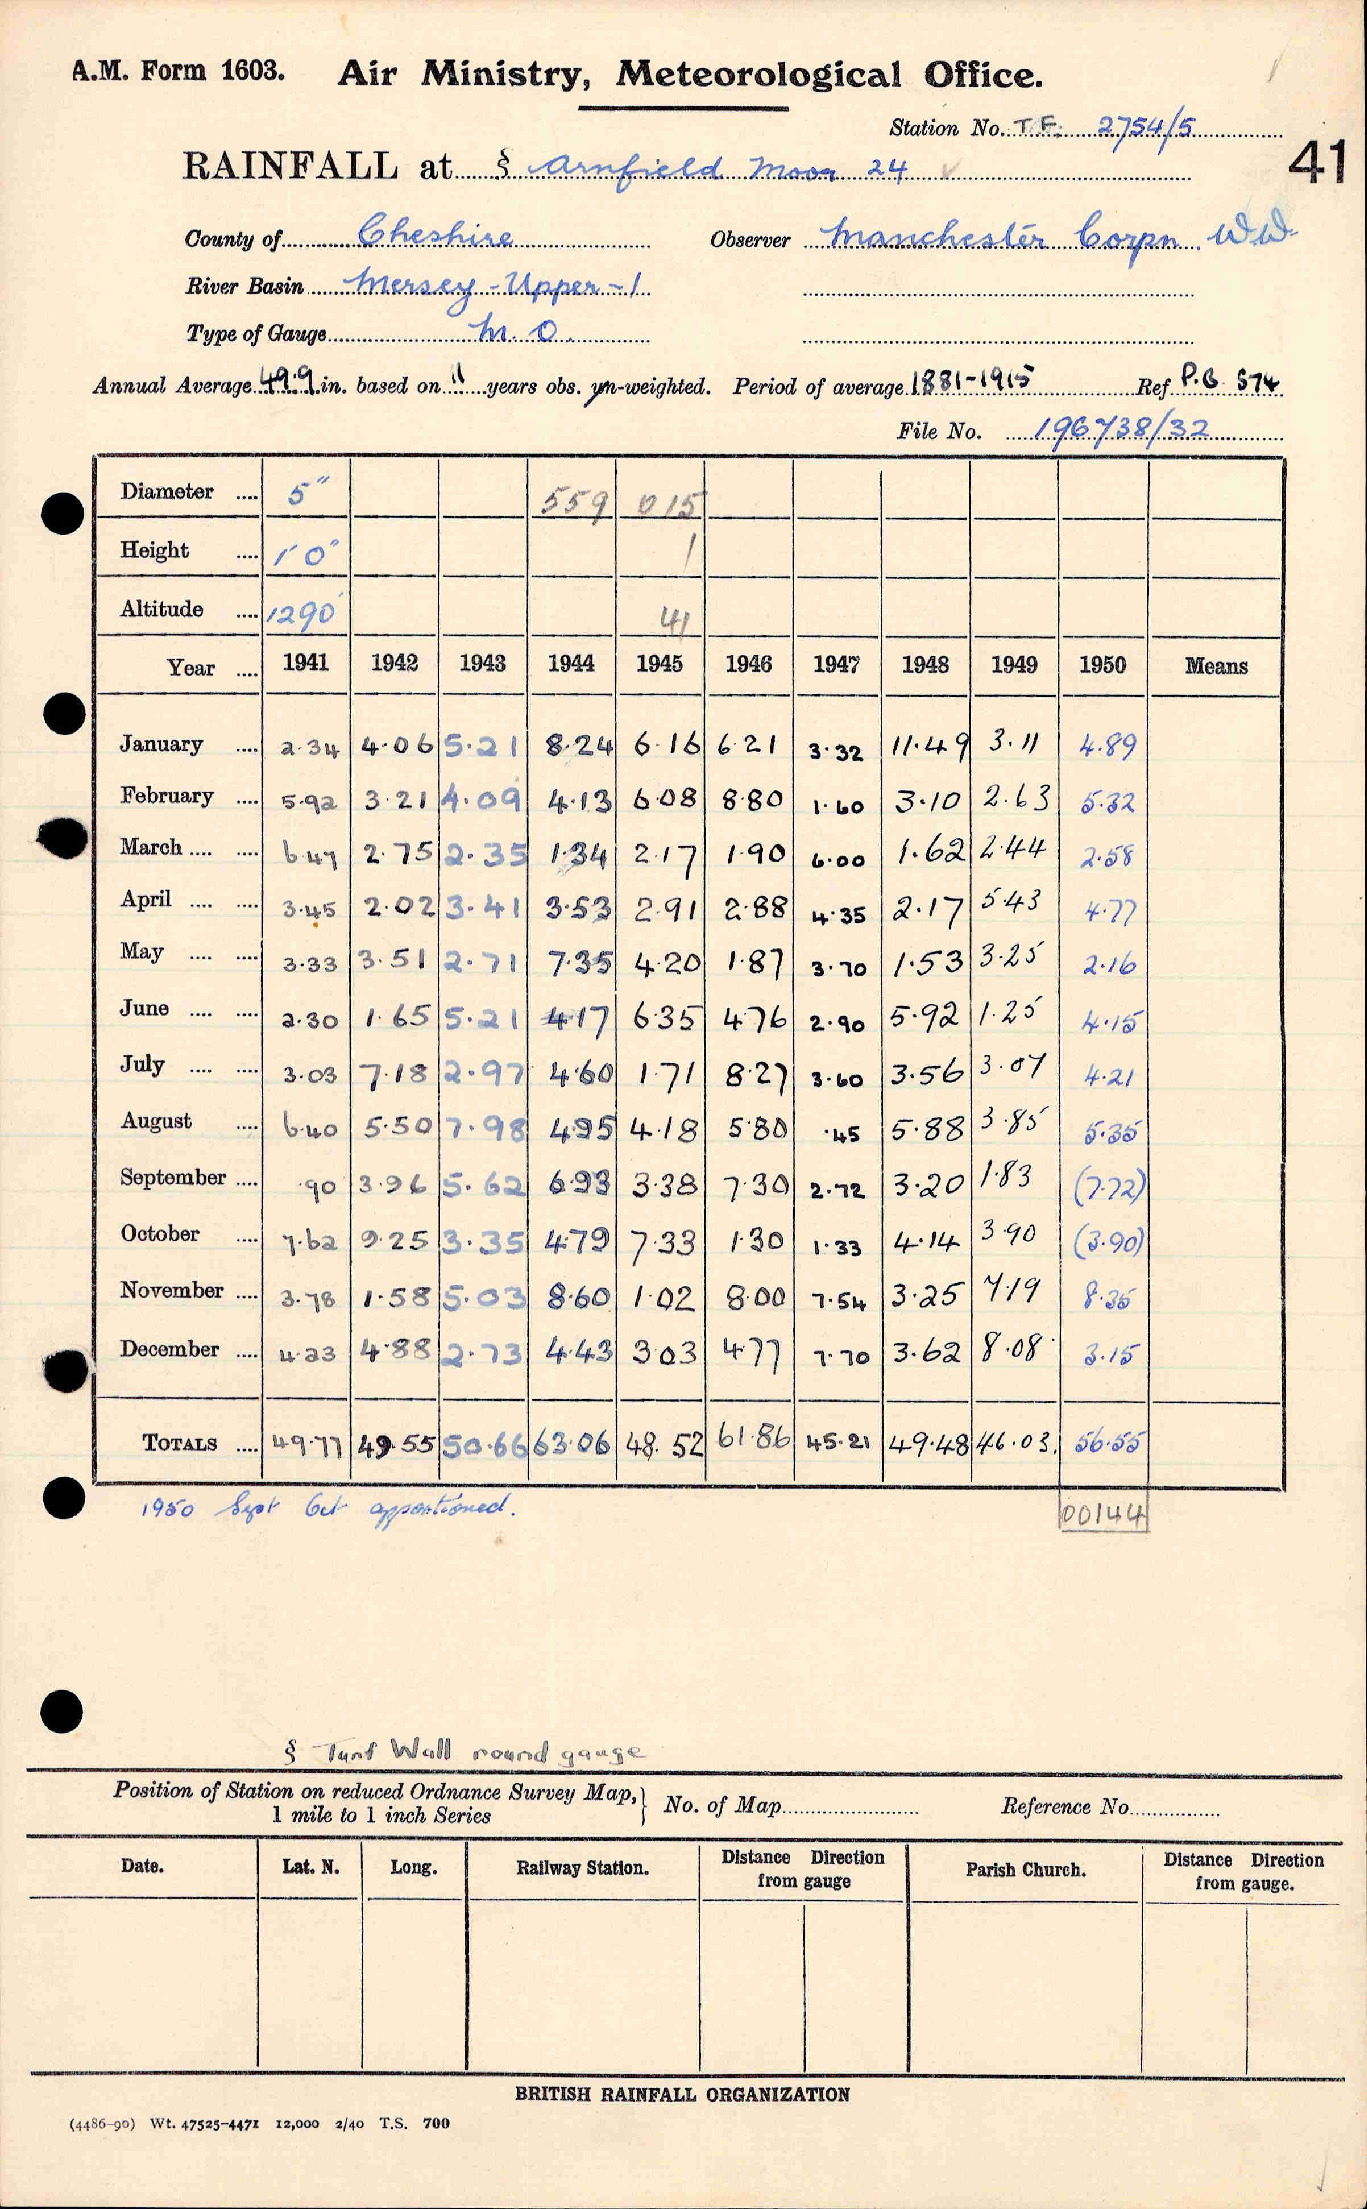 A.M. Form 1603. Air Ministry, Meteorological Office.
Station No. T.F. 2754/5
RAINFALL at § Arnfield Moor 24
41
County of Cheshire Observer Manchester Corpn. WW
River Basin Mersey - Upper - 1
Type of Gauge M.O.
Annual Average 49.9 in. based on 11 years obs. un-weighted. Period of average 1881-1915 Ref P.B. S74
File No. 196738/32
Diameter .... 5" 559 015
Height .... 1' 0" 1
Altitude .... 1290' 41
Year .... 1941 1942 1943 1944 1945 1946 1947 1948 1949 1950 Means
January .... 2.34 4.06 5.21 8.24 6.16 6.21 3.32 11.49 3.11 4.89
February .... 5.92 3.21 4.09 4.13 6.08 8.80 1.60 3.10 2.63 5.32
March .... .... 6.47 2.75 2.35 1.34 2.17 1.90 6.00 1.62 2.44 2.58
April .... .... 3.45 2.02 3.41 3.53 2.91 2.88 4.35 2.17 5.43 4.77
May .... .... 3.33 3.51 2.71 7.35 4.20 1.87 3.70 1.53 3.25 2.16
June .... .... 2.30 1.65 5.21 4.17 6.35 4.76 2.90 5.92 1.25 4.15
July .... .... 3.03 7.18 2.97 4.60 1.71 8.27 3.60 3.56 3.07 4.21
August .... 6.40 5.50 7.98 4.95 4.18 5.80 .45 5.88 3.85 5.35
September .... .90 3.96 5.62 6.93 3.38 7.30 2.72 3.20 1.83 (7.72)
October .... 7.62 9.25 3.35 4.79 7.33 1.30 1.33 4.14 3.90 (3.90)
November .... 3.78 1.58 5.03 8.60 1.02 8.00 7.54 3.25 7.19 8.35
December .... 4.23 4.88 2.73 4.43 3.03 4.77 7.70 3.62 8.08 3.15
TOTALS .... 49.77 49.55 50.66 63.06 48.52 61.86 45.21 49.48 46.03. 56.55
1950 Sept Oct apportioned.
00144
§ Turf Wall round gauge
Position of Station on reduced Ordnance Survey Map, 1 mile to 1 inch Series } No. of Map Reference No.
Date. Lat. N. Long. Railway Station. Distance Direction from gauge Parish Church. Distance Direction from gauge.
BRITISH RAINFALL ORGANIZATION
(4486-90) Wt. 47525-4471 12,000 2/40 T.S. 700